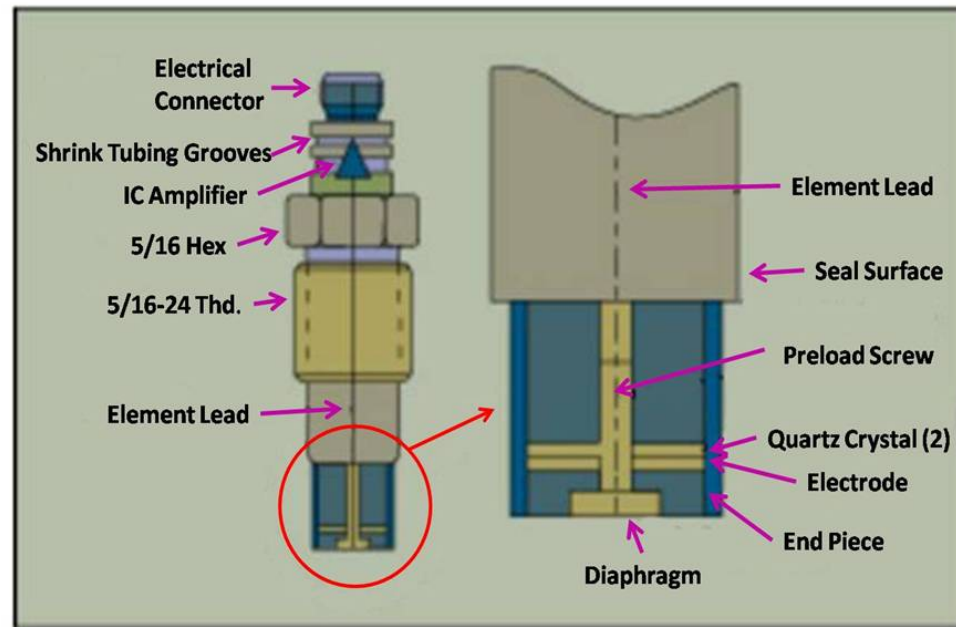 Electrical
Connector
Shrink Tubing Grooves
IC Amplifier
5/16 Hex
5/16-24 Thd.
Element Lead
Element Lead
Seal Surface
Preload Screw
Quartz Crystal (2)
Electrode
End Piece
Diaphragm